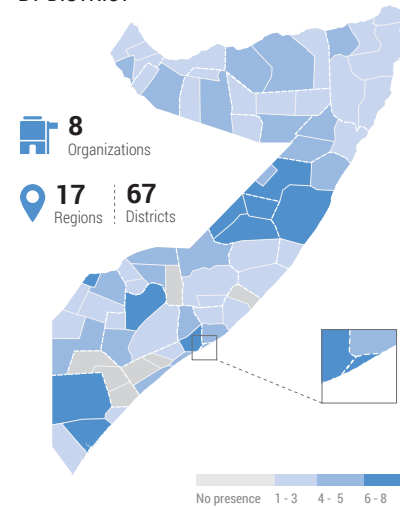 8
Organizations
17
Regions
67
Districts
No presence
1 - 3
4 - 5
6 - 8